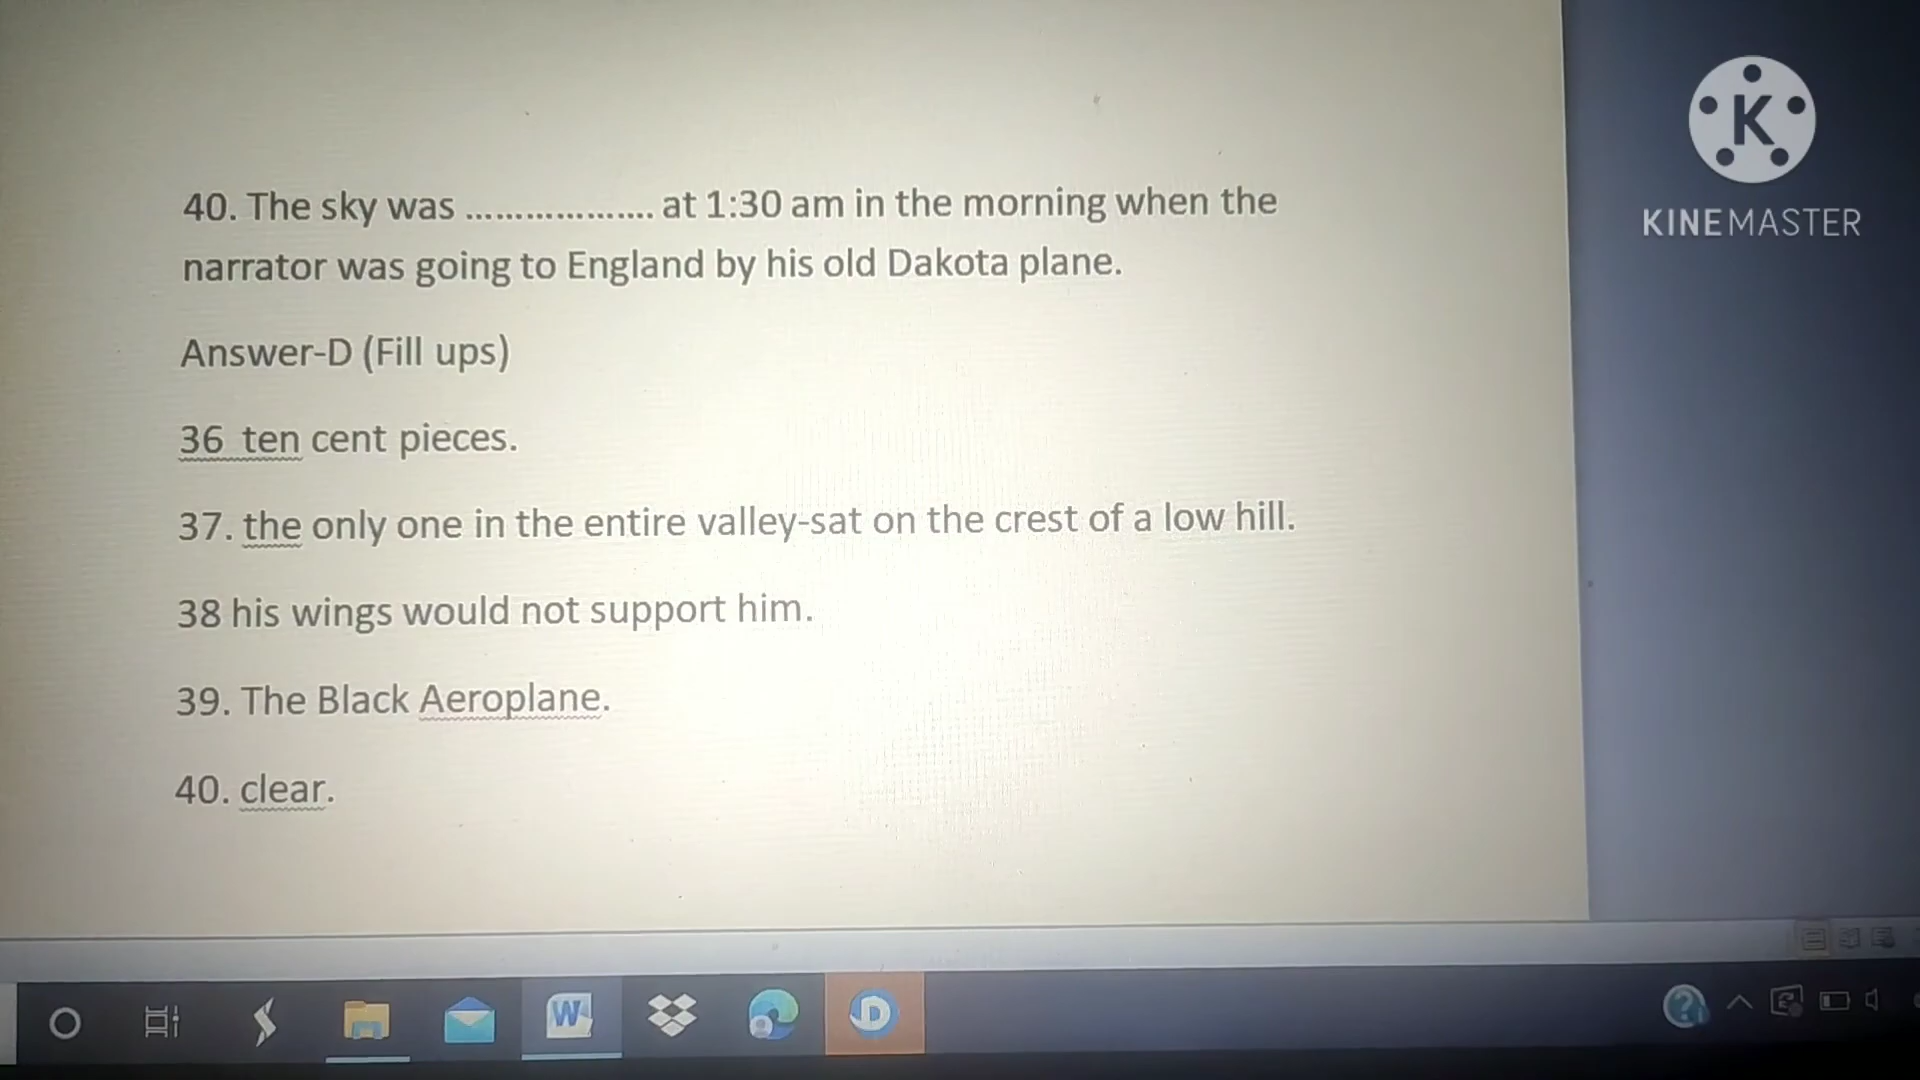 40. The sky was ................... at 1:30 am in the morning when the
narrator was going to England by his old Dakota plane.
Answer-D (Fill ups)
36 ten cent pieces.
37. the only one in the entire valley-sat on the crest of a low hill.
38 his wings would not support him.
39. The Black Aeroplane.
40. clear.
K
KINEMASTER
W
D
?